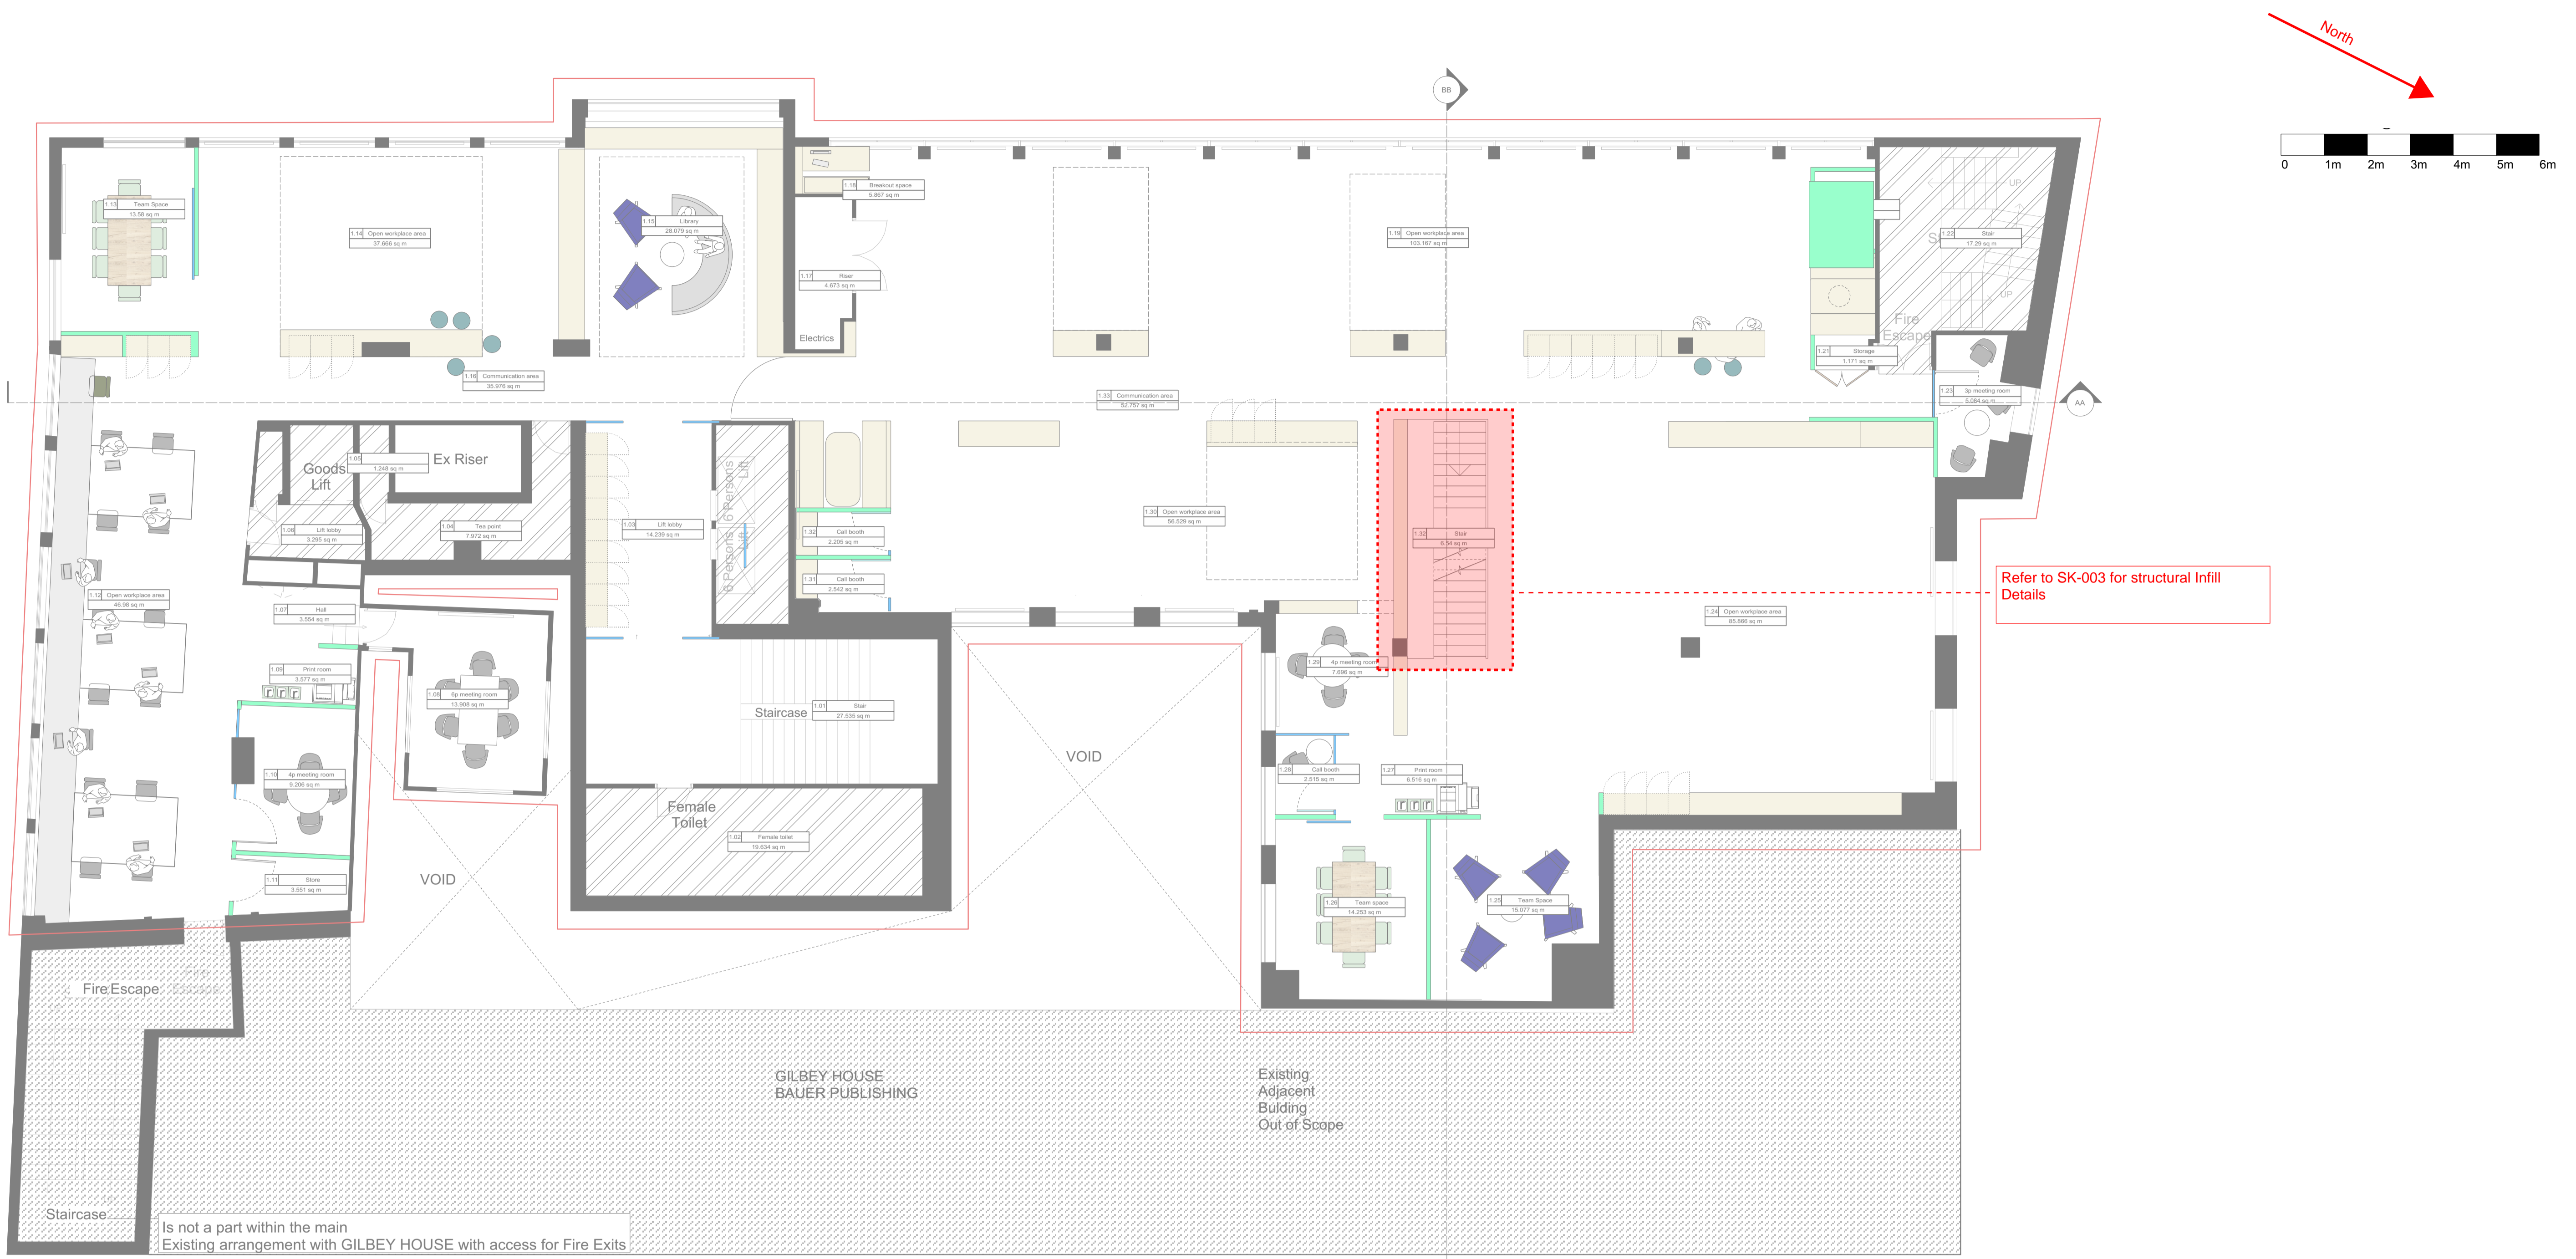 North
0 1m 2m 3m 4m 5m 6m
BB
AA
1.13 Team Space
13.58 sq m
1.14 Open workplace area
37.666 sq m
1.15 Library
28.079 sq m
1.18 Breakout space
5.867 sq m
1.17 Riser
4.673 sq m
Electrics
1.19 Open workplace area
103.167 sq m
1.22 Stair
17.29 sq m
UP
UP
Fire
Escape
1.21 Storage
1.171 sq m
1.23 3p meeting room
5.084 sq m
1.16 Communication area
35.976 sq m
1.33 Communication area
52.757 sq m
Goods
Lift
1.05
1.248 sq m
Ex Riser
1.06 Lift lobby
3.295 sq m
1.04 Tea point
7.972 sq m
1.03 Lift lobby
14.239 sq m
6 Persons Lift
6 Persons Lift
1.32 Call booth
2.205 sq m
1.31 Call booth
2.542 sq m
1.30 Open workplace area
56.529 sq m
1.32 Stair
6.54 sq m
Refer to SK-003 for structural Infill
Details
1.12 Open workplace area
46.98 sq m
1.07 Hall
3.554 sq m
1.24 Open workplace area
85.866 sq m
1.09 Print room
3.577 sq m
1.08 6p meeting room
13.908 sq m
1.29 4p meeting room
7.696 sq m
Staircase
1.01 Stair
27.535 sq m
VOID
1.10 4p meeting room
9.206 sq m
1.28 Call booth
2.515 sq m
1.27 Print room
6.516 sq m
Female
Toilet
1.02 Female toilet
19.634 sq m
VOID
1.11 Store
3.551 sq m
1.26 Team space
14.253 sq m
1.25 Team Space
15.077 sq m
Fire
Escape
Fire Escape
GILBEY HOUSE
BAUER PUBLISHING
Existing
Adjacent
Bulding
Out of Scope
Staircase
Is not a part within the main
Existing arrangement with GILBEY HOUSE with access for Fire Exits